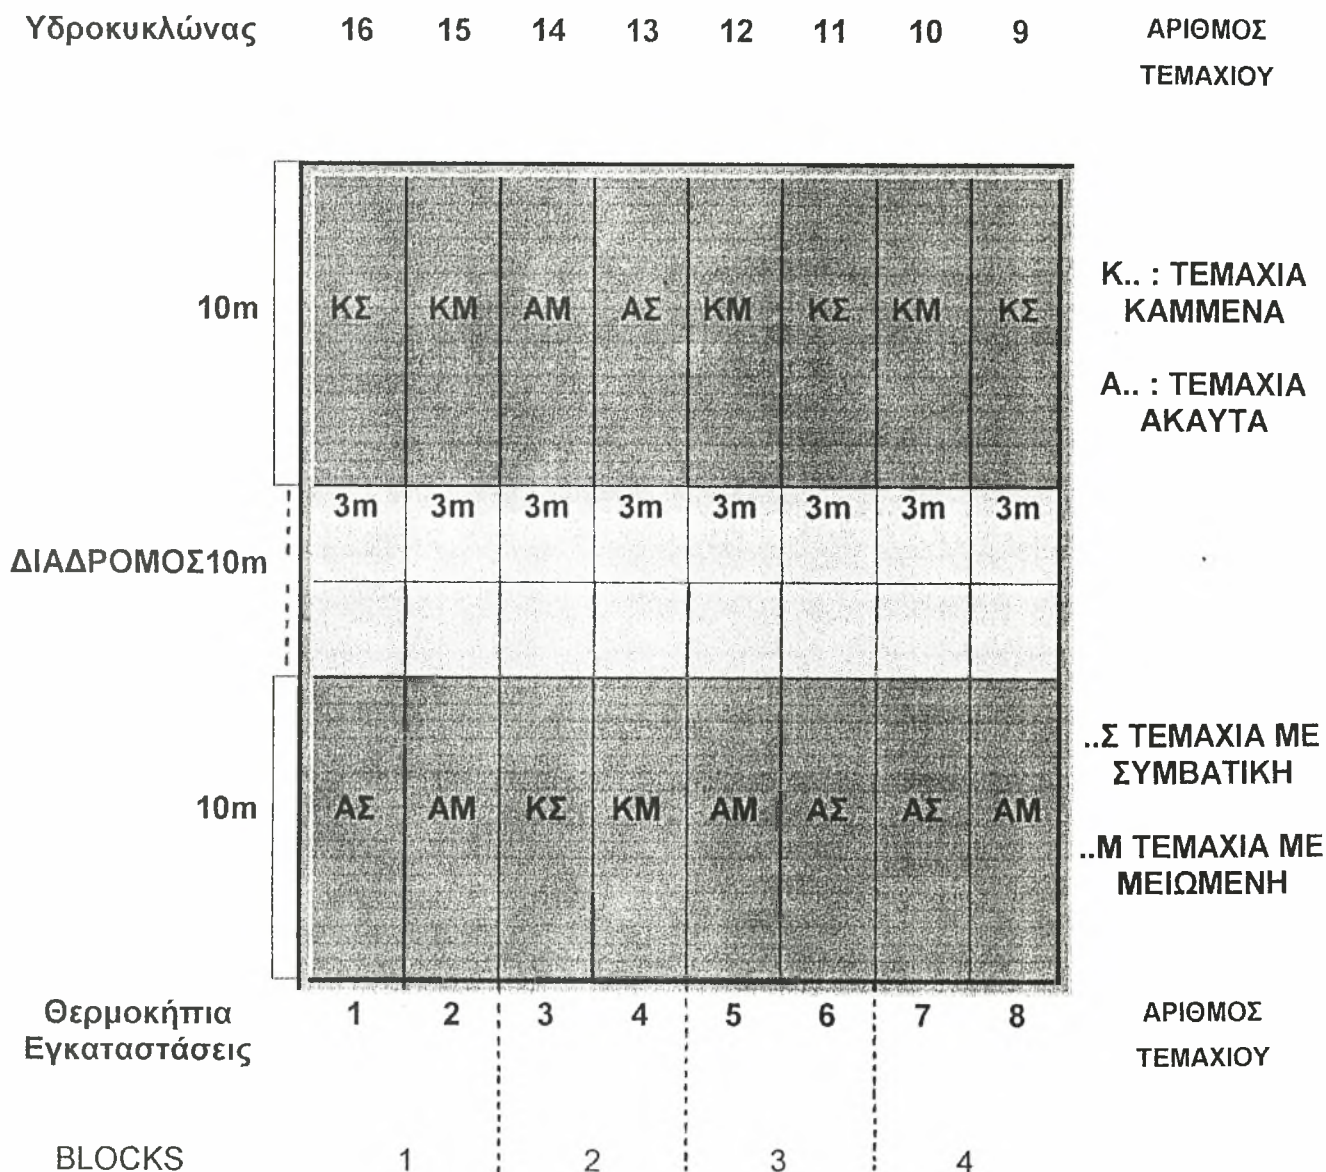 Υδροκυκλώνας 16 15 14 13 12 11 10 9 ΑΡΙΘΜΟΣ
ΤΕΜΑΧΙΟΥ
10m ΚΣ ΚΜ ΑΜ ΑΣ ΚΜ ΚΣ ΚΜ ΚΣ
Κ.. : ΤΕΜΑΧΙΑ
ΚΑΜΜΕΝΑ
Α.. : ΤΕΜΑΧΙΑ
ΑΚΑΥΤΑ
3m 3m 3m 3m 3m 3m 3m 3m
ΔΙΑΔΡΟΜΟΣ10m
10m ΑΣ ΑΜ ΚΣ ΚΜ ΑΜ ΑΣ ΑΣ ΑΜ
..Σ ΤΕΜΑΧΙΑ ΜΕ
ΣΥΜΒΑΤΙΚΗ
..Μ ΤΕΜΑΧΙΑ ΜΕ
ΜΕΙΩΜΕΝΗ
Θερμοκήπια 1 2 3 4 5 6 7 8 ΑΡΙΘΜΟΣ
Εγκαταστάσεις ΤΕΜΑΧΙΟΥ
BLOCKS 1 2 3 4